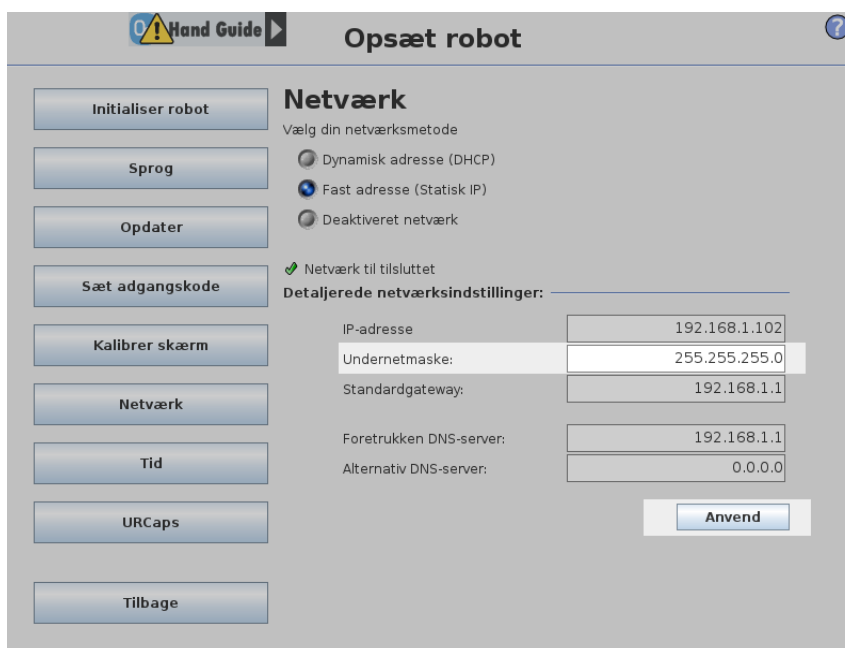 Hand Guide
Opsæt robot
?
Initialiser robot
Sprog
Opdater
Sæt adgangskode
Kalibrer skærm
Netværk
Tid
URCaps
Tilbage
Netværk
Vælg din netværksmetode
Dynamisk adresse (DHCP)
Fast adresse (Statisk IP)
Deaktiveret netværk
Netværk til tilsluttet
Detaljerede netværksindstillinger:
IP-adresse 192.168.1.102
Undernetmaske: 255.255.255.0
Standardgateway: 192.168.1.1
Foretrukken DNS-server: 192.168.1.1
Alternativ DNS-server: 0.0.0.0
Anvend